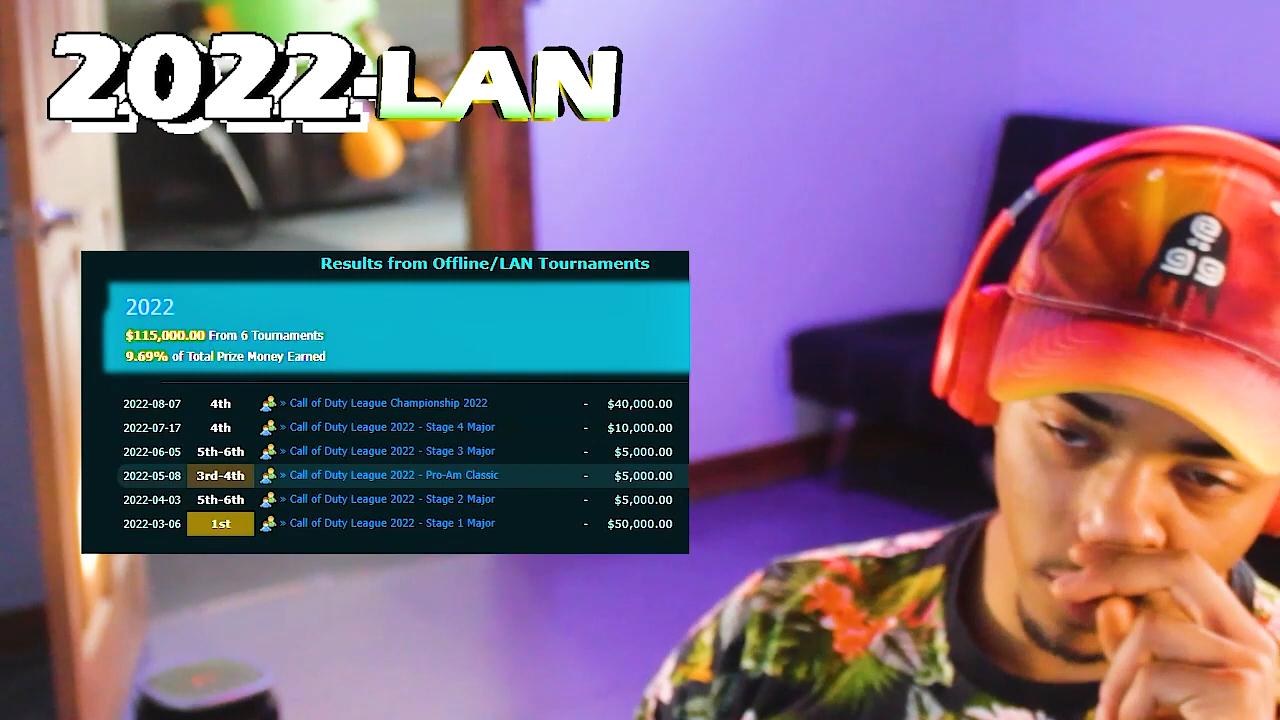 2022-LAN
Results from Offline/LAN Tournaments
2022
$115,000.00 From 6 Tournaments
9.69% of Total Prize Money Earned
2022-08-07 4th » Call of Duty League Championship 2022 - $40,000.00
2022-07-17 4th » Call of Duty League 2022 - Stage 4 Major - $10,000.00
2022-06-05 5th-6th » Call of Duty League 2022 - Stage 3 Major - $5,000.00
2022-05-08 3rd-4th » Call of Duty League 2022 - Pro-Am Classic - $5,000.00
2022-04-03 5th-6th » Call of Duty League 2022 - Stage 2 Major - $5,000.00
2022-03-06 1st » Call of Duty League 2022 - Stage 1 Major - $50,000.00